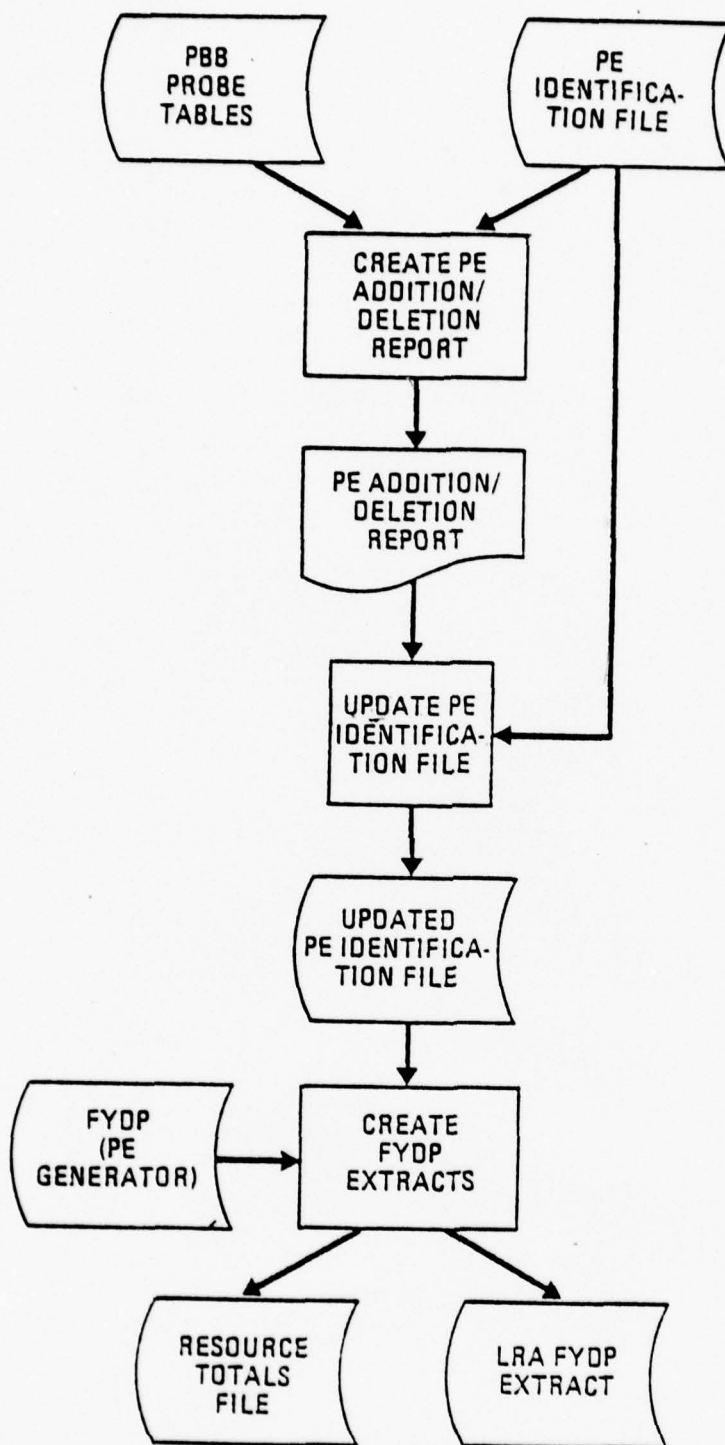 PBB
PROBE
TABLES
PE
IDENTIFICA-
TION FILE
CREATE PE
ADDITION/
DELETION
REPORT
PE ADDITION/
DELETION
REPORT
UPDATE PE
IDENTIFICA-
TION FILE
UPDATED
PE IDENTIFICA-
TION FILE
FYDP
(PE
GENERATOR)
CREATE
FYDP
EXTRACTS
RESOURCE
TOTALS
FILE
LRA FYDP
EXTRACT